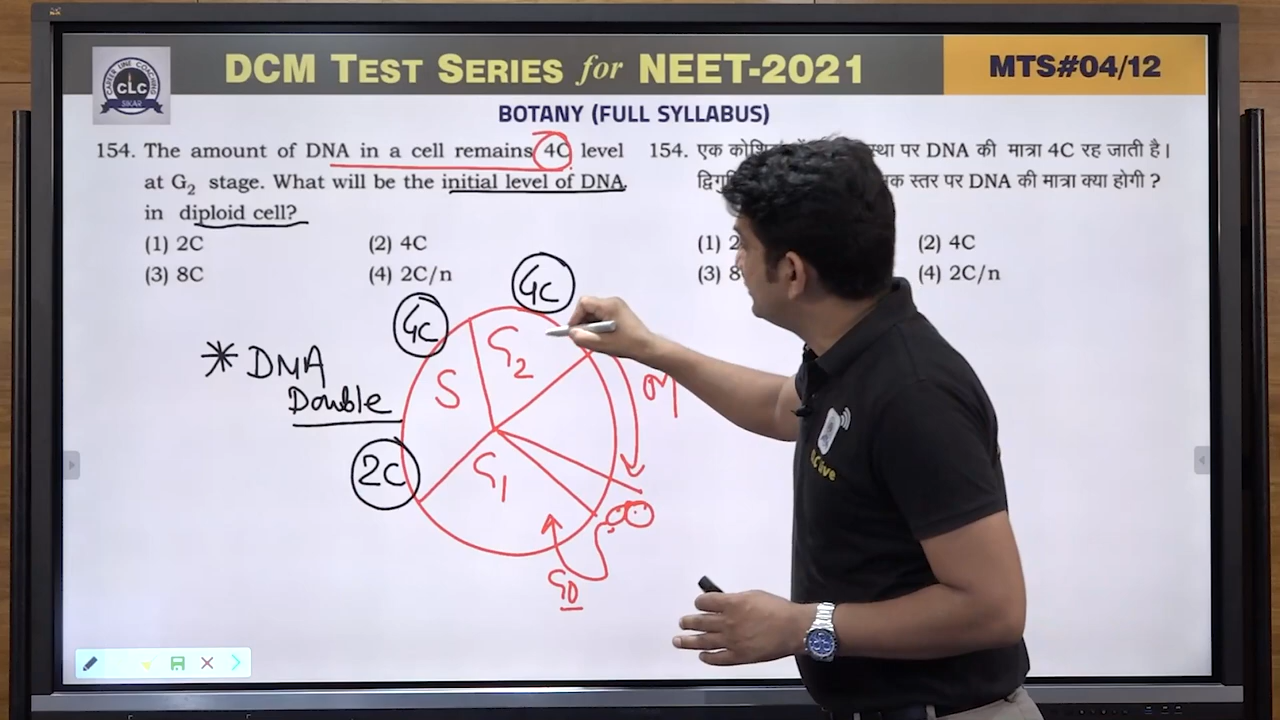 DCM TEST SERIES for NEET-2021
MTS#04/12
CAREER LINE COACHING
CLC
SIKAR
BOTANY (FULL SYLLABUS)
154. The amount of DNA in a cell remains 4C level
at G₂ stage. What will be the initial level of DNA
in diploid cell?
(1) 2C (2) 4C
(3) 8C (4) 2C/n
154. एक
स्था पर DNA की मात्रा 4C रह जाती है।
स्तर पर DNA की मात्रा क्या होगी ?
(1) 2
(2) 4C
(3) 8
(4) 2C/n
4C
4C
* DNA
Double
S
G₂
M
2C
G₁
G0